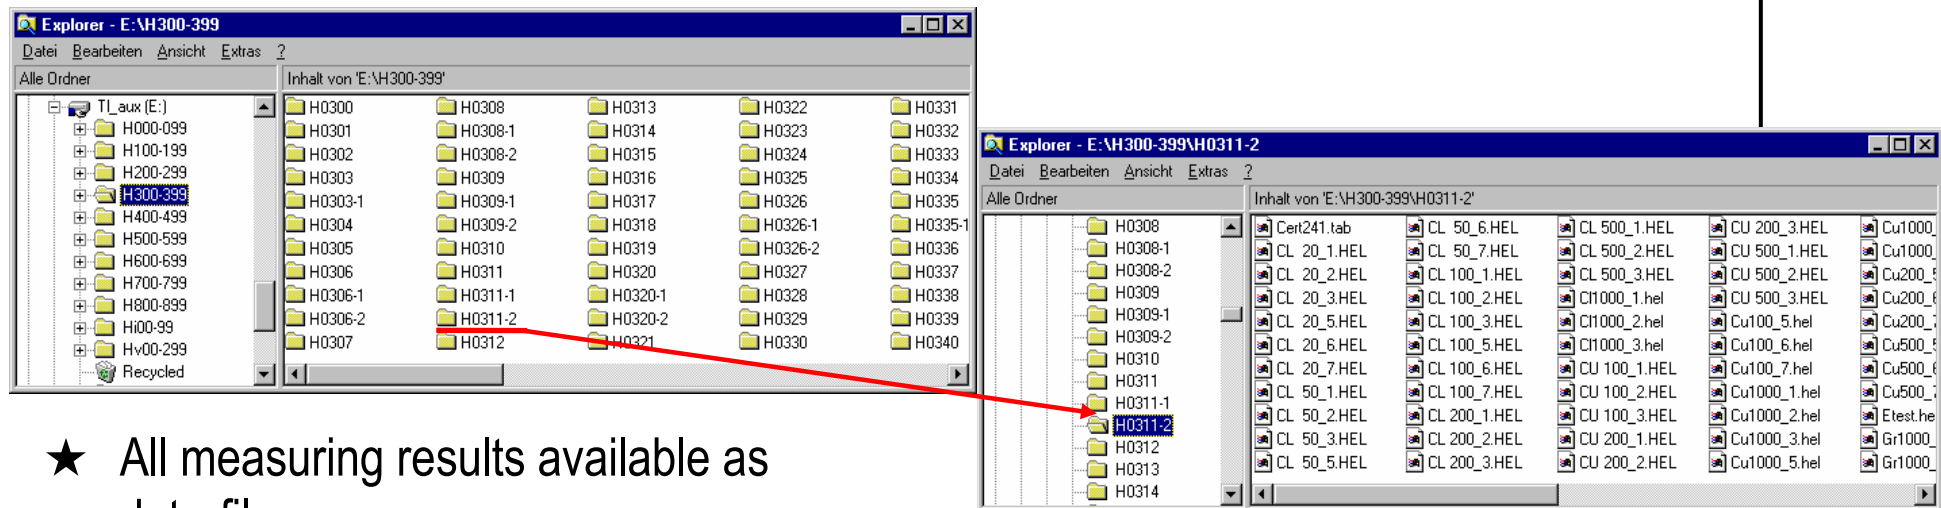 Explorer - E:\H300-399
Datei Bearbeiten Ansicht Extras ?
Alle Ordner Inhalt von 'E:\H300-399'
TI_aux (E:)
H000-099
H100-199
H200-299
H300-399
H400-499
H500-599
H600-699
H700-799
H800-899
Hi00-99
Hv00-299
Recycled
H0300 H0308 H0313 H0322 H0331
H0301 H0308-1 H0314 H0323 H0332
H0302 H0308-2 H0315 H0324 H0333
H0303 H0309 H0316 H0325 H0334
H0303-1 H0309-1 H0317 H0326 H0335
H0304 H0309-2 H0318 H0326-1 H0335-1
H0305 H0310 H0319 H0326-2 H0336
H0306 H0311 H0320 H0327 H0337
H0306-1 H0311-1 H0320-1 H0328 H0338
H0306-2 H0311-2 H0320-2 H0329 H0339
H0307 H0312 H0321 H0330 H0340
Explorer - E:\H300-399\H0311-2
Datei Bearbeiten Ansicht Extras ?
Alle Ordner Inhalt von 'E:\H300-399\H0311-2'
H0308
H0308-1
H0308-2
H0309
H0309-1
H0309-2
H0310
H0311
H0311-1
H0311-2
H0312
H0313
H0314
Cert241.tab CL 50_6.HEL CL 500_1.HEL CU 200_3.HEL Cu1000_
CL 20_1.HEL CL 50_7.HEL CL 500_2.HEL CU 500_1.HEL Cu1000_
CL 20_2.HEL CL 100_1.HEL CL 500_3.HEL CU 500_2.HEL Cu200_5
CL 20_3.HEL CL 100_2.HEL Cl1000_1.hel CU 500_3.HEL Cu200_6
CL 20_5.HEL CL 100_3.HEL Cl1000_2.hel Cu100_5.hel Cu200_7
CL 20_6.HEL CL 100_5.HEL Cl1000_3.hel Cu100_6.hel Cu500_5
CL 20_7.HEL CL 100_6.HEL CU 100_1.HEL Cu100_7.hel Cu500_6
CL 50_1.HEL CL 100_7.HEL CU 100_2.HEL Cu1000_1.hel Cu500_7
CL 50_2.HEL CL 200_1.HEL CU 100_3.HEL Cu1000_2.hel Etest.he
CL 50_3.HEL CL 200_2.HEL CU 200_1.HEL Cu1000_3.hel Gr1000_
CL 50_5.HEL CL 200_3.HEL CU 200_2.HEL Cu1000_5.hel Gr1000_
★ All measuring results available as